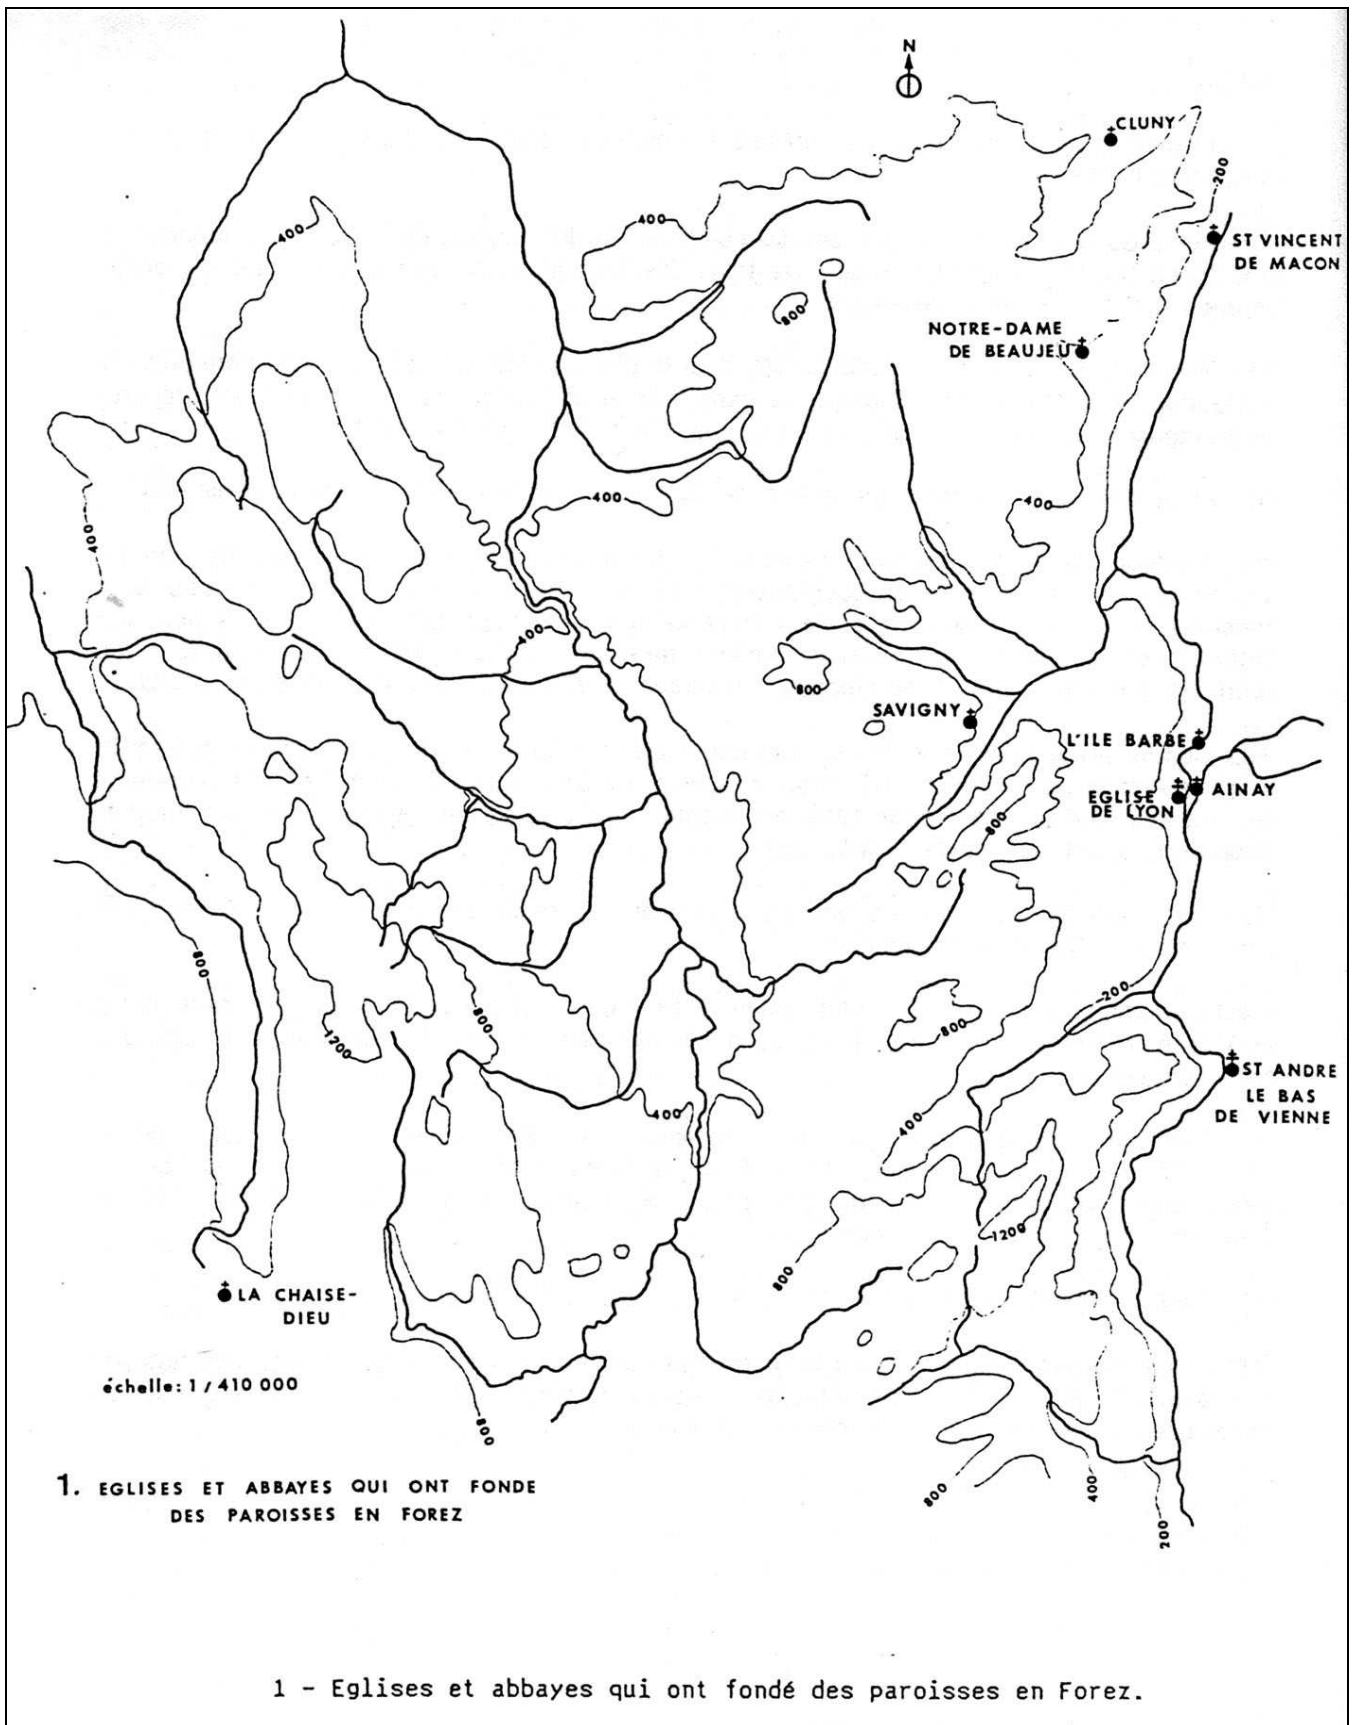 N
CLUNY
200
400
400
ST VINCENT
DE MACON
800
NOTRE-DAME
DE BEAUJEU
400
400
400
400
800
SAVIGNY
L'ILE BARBE
AINAY
EGLISE
DE LYON
800
800
200
800
1200
800
ST ANDRE
LE BAS
DE VIENNE
400
400
1200
800
LA CHAISE-
DIEU
échelle: 1 / 410 000
800
800
400
200
1. EGLISES ET ABBAYES QUI ONT FONDE
DES PAROISSES EN FOREZ
1 - Eglises et abbayes qui ont fondé des paroisses en Forez.